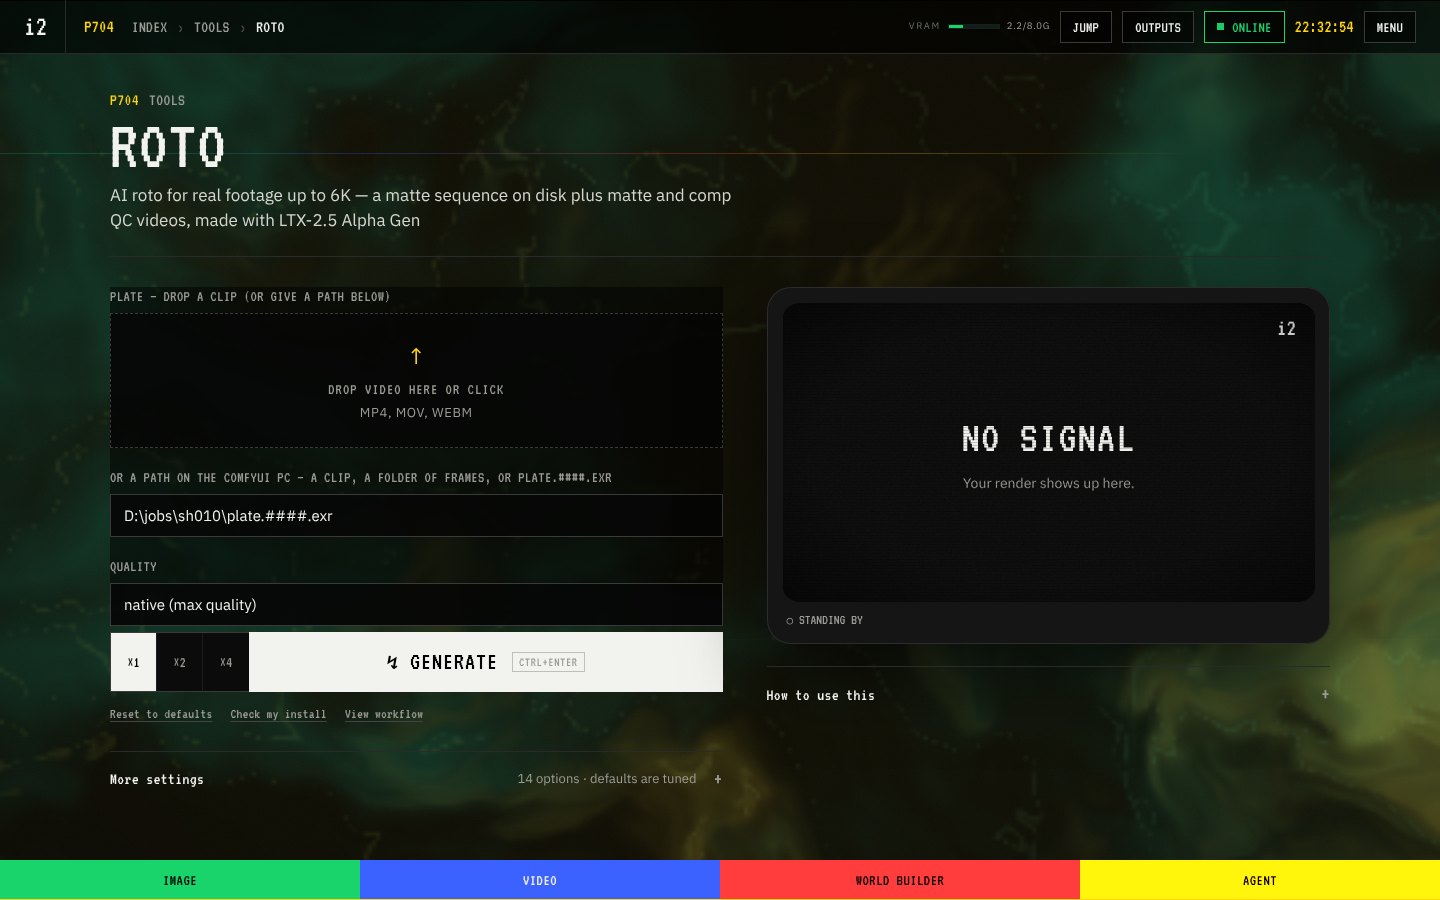 i2
P704 INDEX › TOOLS › ROTO
VRAM 2.2/8.0G
JUMP
OUTPUTS
ONLINE
22:32:54
MENU
P704 TOOLS
ROTO
AI roto for real footage up to 6K — a matte sequence on disk plus matte and comp
QC videos, made with LTX-2.5 Alpha Gen
PLATE — DROP A CLIP (OR GIVE A PATH BELOW)
↑
DROP VIDEO HERE OR CLICK
MP4, MOV, WEBM
OR A PATH ON THE COMFYUI PC — A CLIP, A FOLDER OF FRAMES, OR PLATE.####.EXR
D:\jobs\sh010\plate.####.exr
QUALITY
native (max quality)
X1 X2 X4 ↯ GENERATE CTRL+ENTER
Reset to defaults Check my install View workflow
More settings 14 options · defaults are tuned +
i2
NO SIGNAL
Your render shows up here.
○ STANDING BY
How to use this +
IMAGE VIDEO WORLD BUILDER AGENT